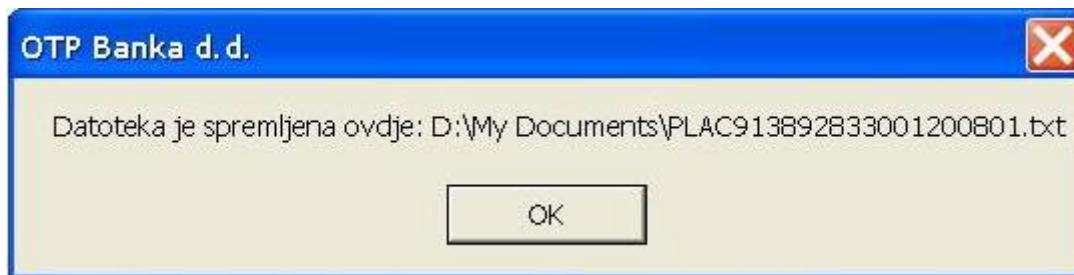 OTP Banka d.d.
Datoteka je spremljena ovdje: D:\My Documents\PLAC913892833001200801.txt
OK